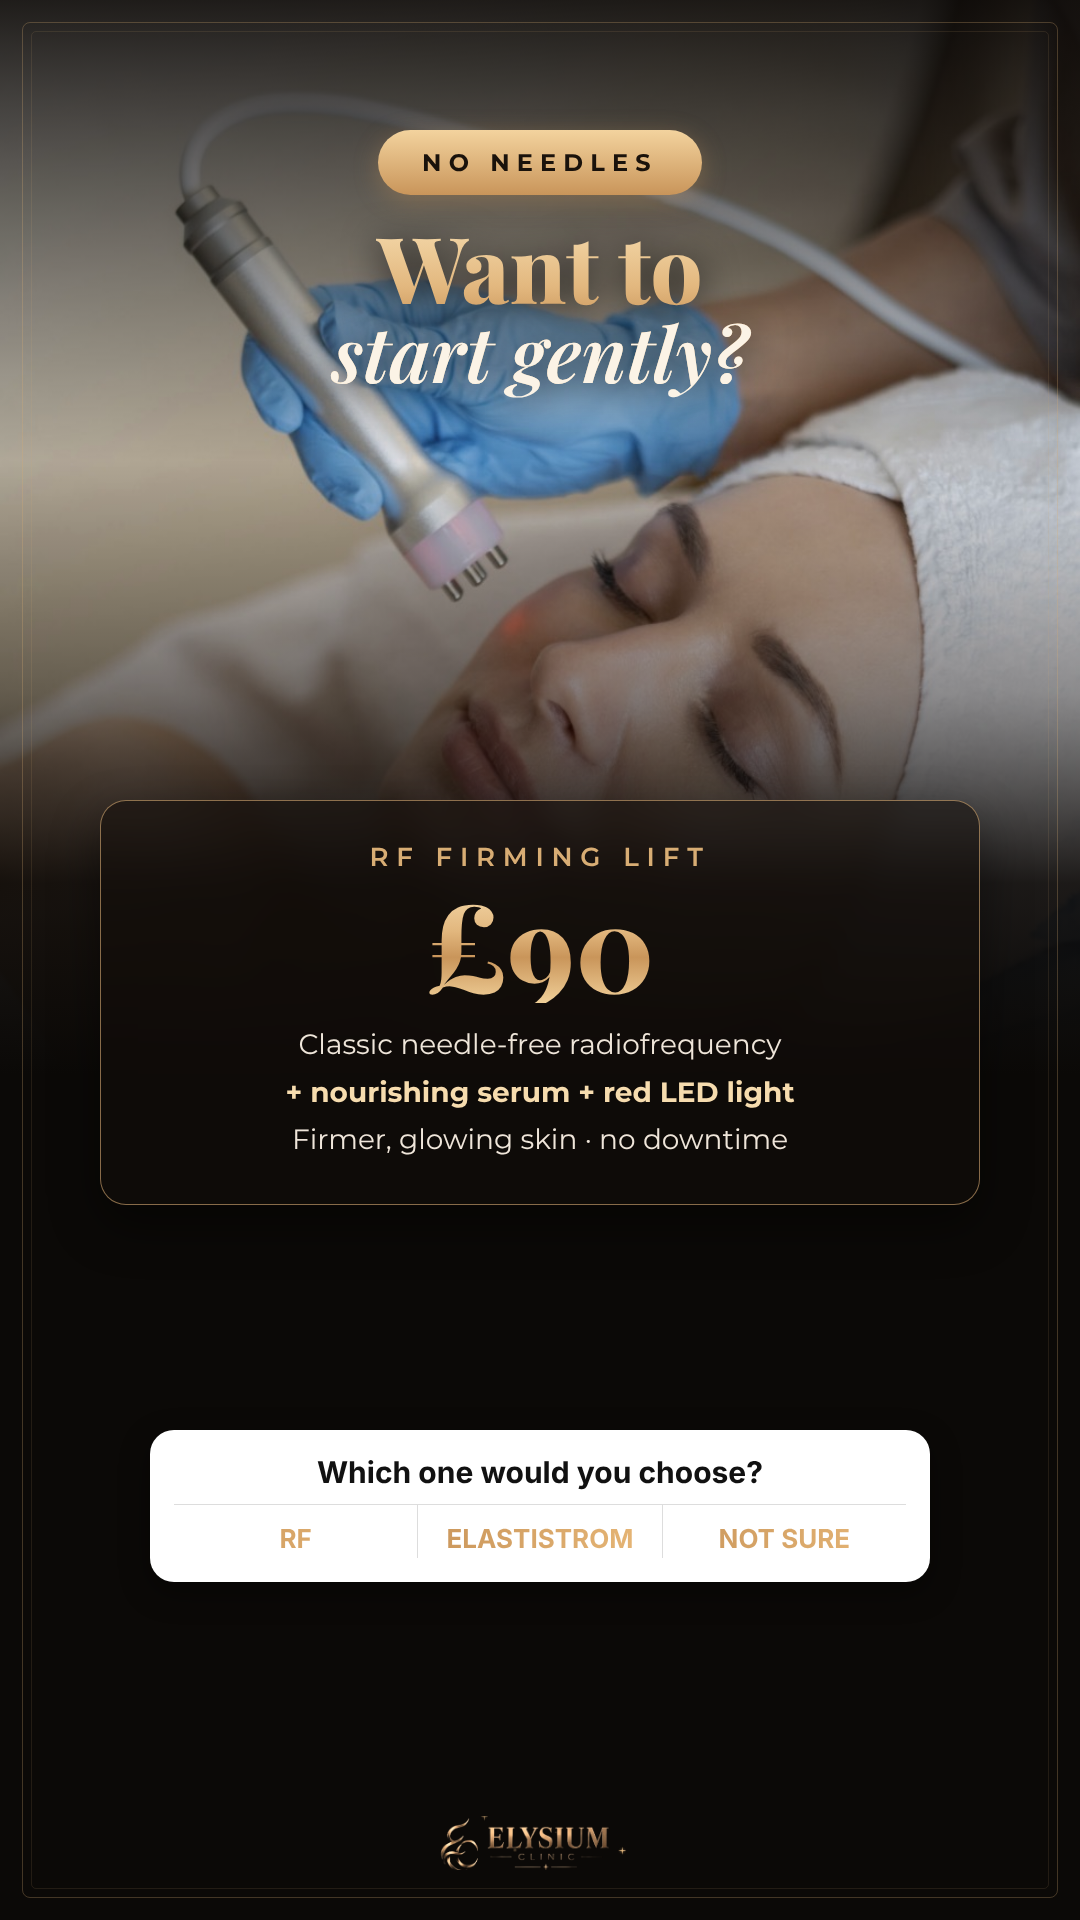 NO NEEDLES
Want to
start gently?
RF FIRMING LIFT
£90
Classic needle-free radiofrequency
+ nourishing serum + red LED light
Firmer, glowing skin · no downtime
Which one would you choose?
RF ELASTISTROM NOT SURE
ELYSIUM
CLINIC